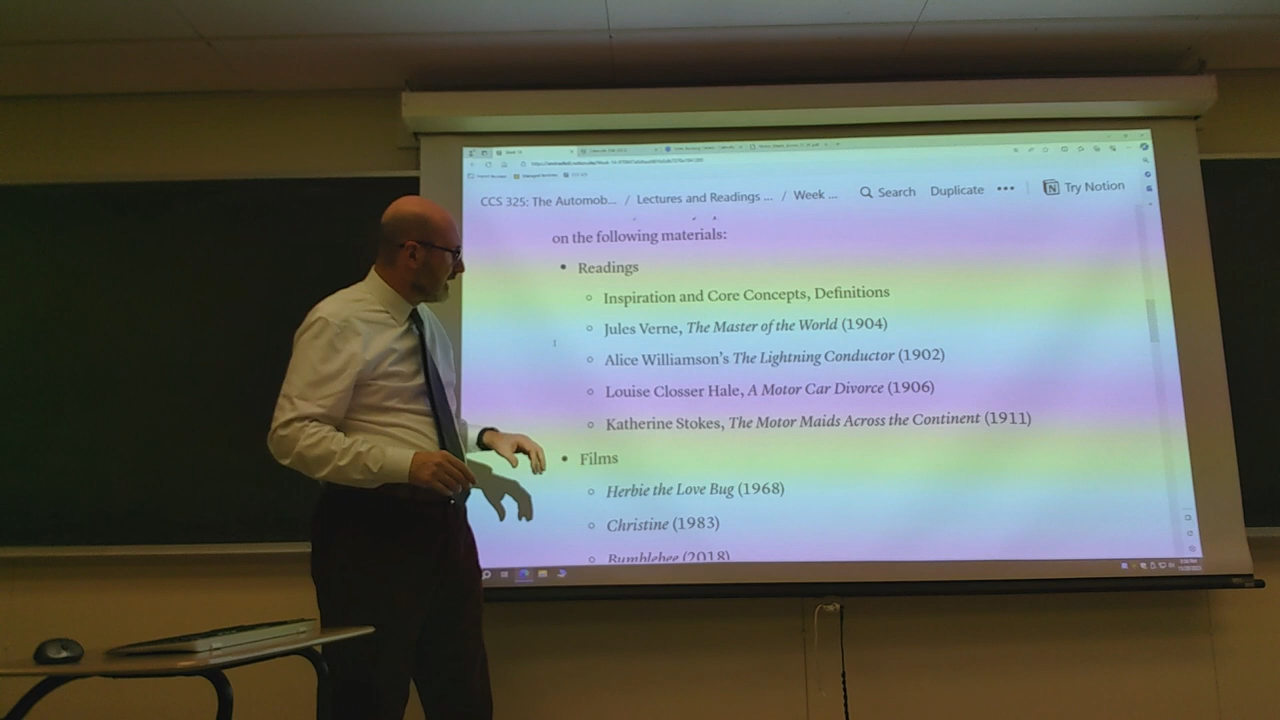 CCS 325: The Automob... / Lectures and Readings ... / Week ... Search Duplicate ••• Try Notion
on the following materials:
• Readings
◦ Inspiration and Core Concepts, Definitions
◦ Jules Verne, The Master of the World (1904)
◦ Alice Williamson's The Lightning Conductor (1902)
◦ Louise Closser Hale, A Motor Car Divorce (1906)
◦ Katherine Stokes, The Motor Maids Across the Continent (1911)
• Films
◦ Herbie the Love Bug (1968)
◦ Christine (1983)
◦ Bumblebee (2018)